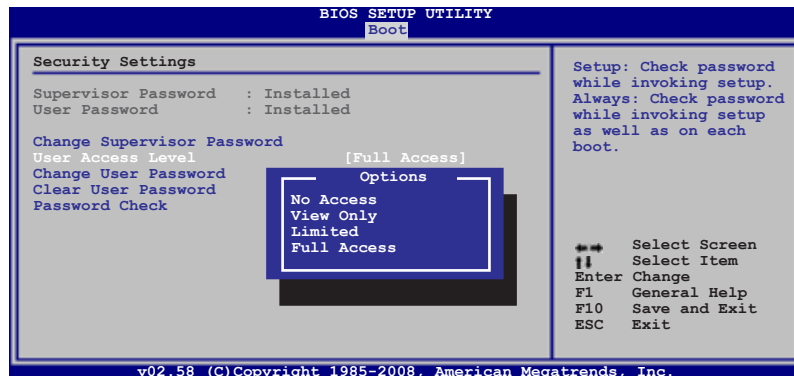 BIOS SETUP UTILITY
Boot
Security Settings
Supervisor Password : Installed
User Password : Installed
Change Supervisor Password
User Access Level [Full Access]
Change User Password
Clear User Password
Password Check
Options
No Access
View Only
Limited
Full Access
Setup: Check password
while invoking setup.
Always: Check password
while invoking setup
as well as on each
boot.
Select Screen
Select Item
Enter Change
F1 General Help
F10 Save and Exit
ESC Exit
v02.58 (C)Copyright 1985-2008, American Megatrends, Inc.